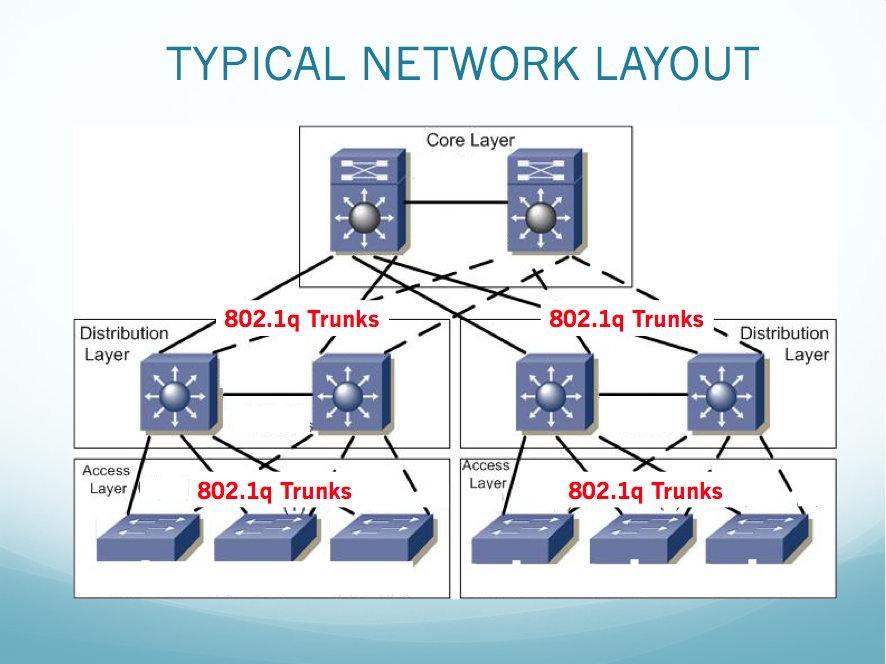 TYPICAL NETWORK LAYOUT
Core Layer
802.1q Trunks
802.1q Trunks
Distribution
Layer
Distribution
Layer
Access
Layer
802.1q Trunks
Access
Layer
802.1q Trunks